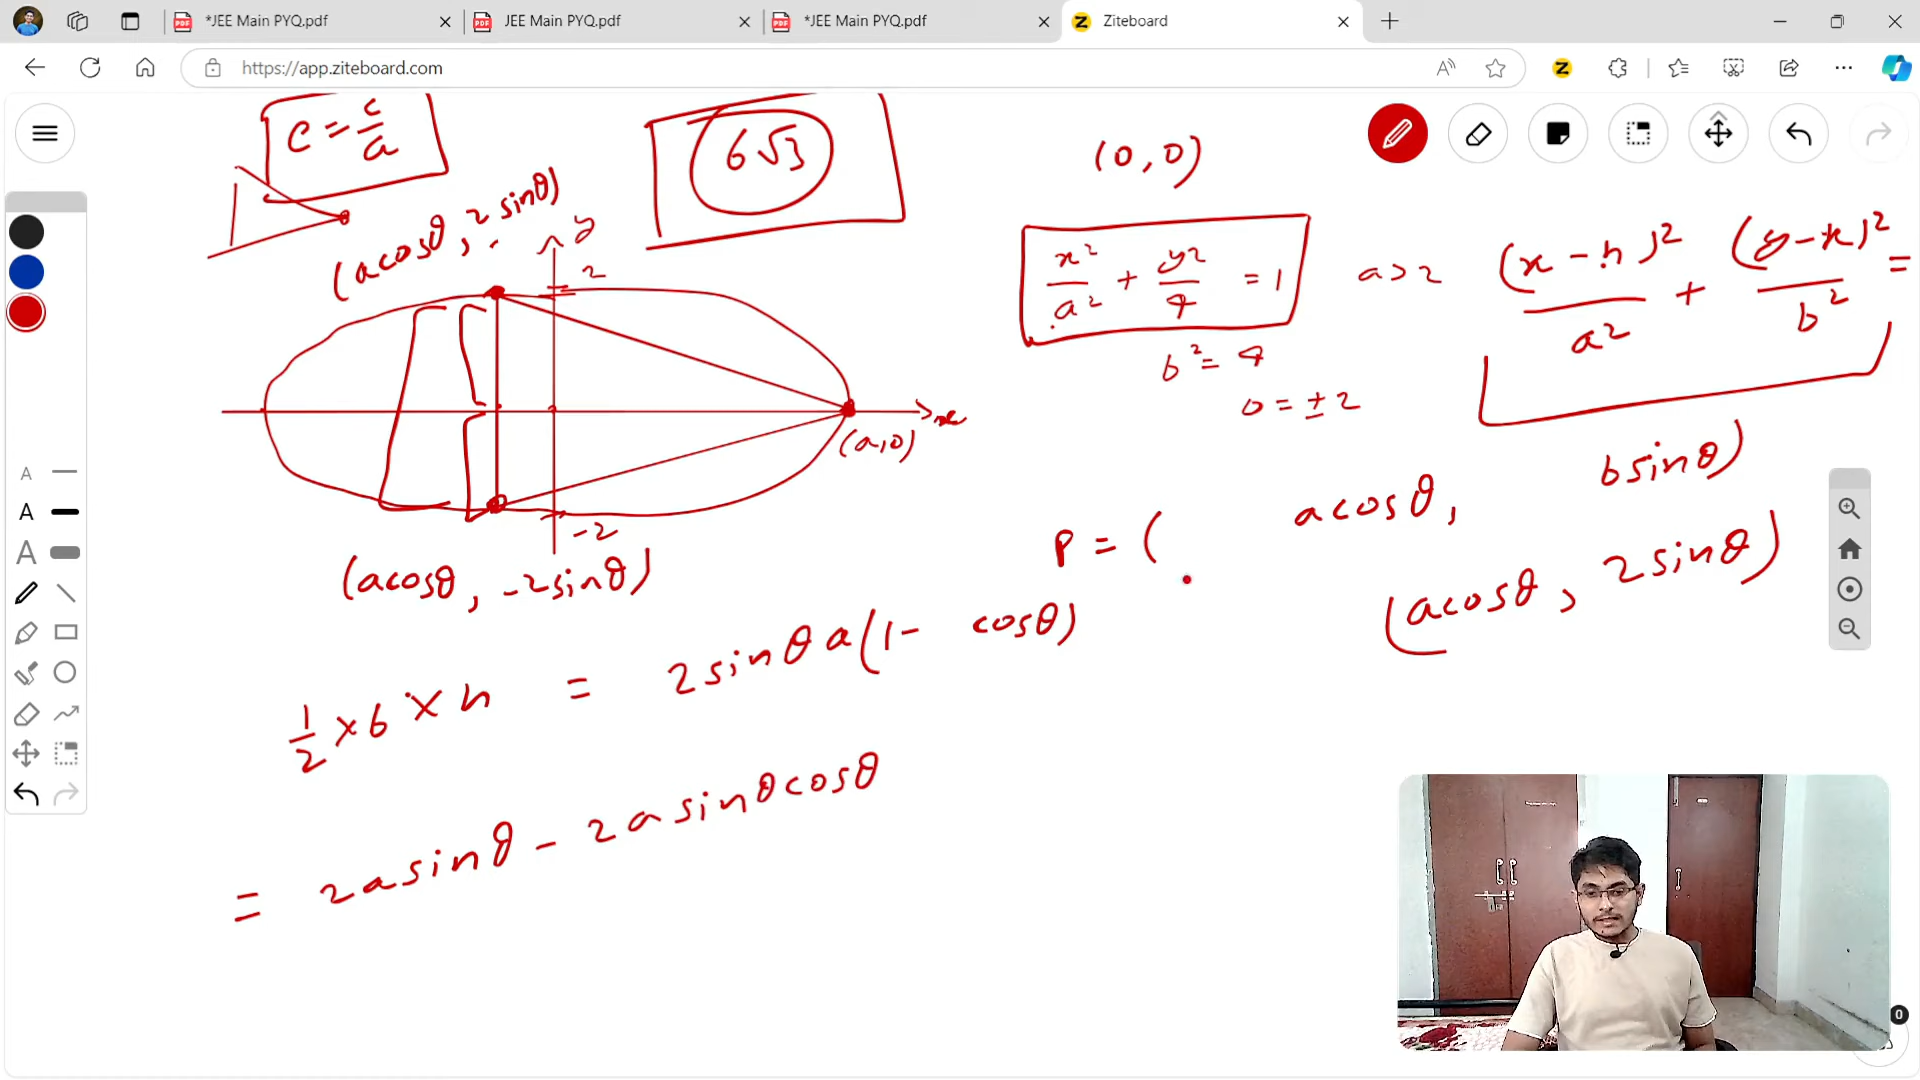 *JEE Main PYQ.pdf
JEE Main PYQ.pdf
*JEE Main PYQ.pdf
Ziteboard
https://app.ziteboard.com
e = c/a
6√3
(0,0)
(acosθ, 2sinθ)
y
2
x²/a² + y²/4 = 1
a>2
(x-h)²/a² + (y-k)²/b² =
b² = 4
b = ±2
x
(a,0)
-2
(acosθ, -2sinθ)
P = ( acosθ, bsinθ)
(acosθ, 2sinθ)
1/2 × b × h = 2sinθ a(1- cosθ)
= 2asinθ - 2asinθcosθ
A
A
A
0